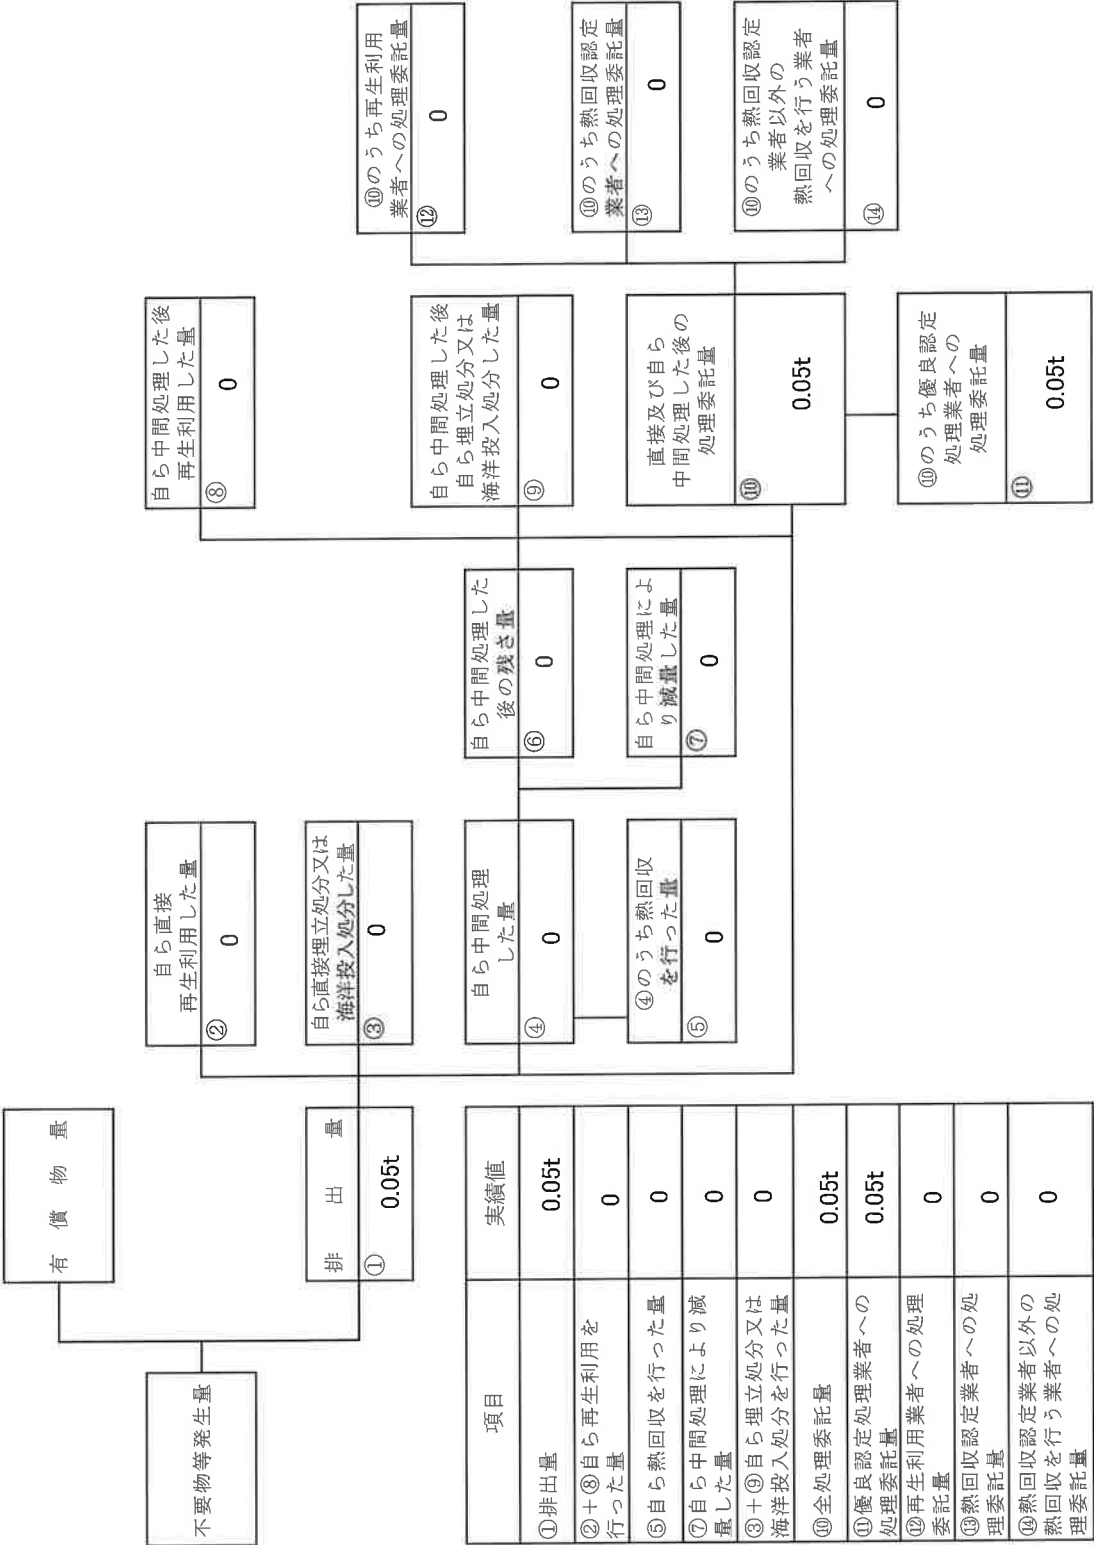 不要物等発生量
有償物量
排出量
①
0.05t
自ら直接
再生利用した量
②
0
自ら直接埋立処分又は
海洋投入処分した量
③
0
自ら中間処理
した量
④
0
④のうち熱回収
を行った量
⑤
0
自ら中間処理した
後の残さ量
⑥
0
自ら中間処理によ
り減量した量
⑦
0
自ら中間処理した後
再生利用した量
⑧
0
自ら中間処理した後
自ら埋立処分又は
海洋投入処分した量
⑨
0
直接及び自ら
中間処理した後の
処理委託量
⑩
0.05t
⑩のうち優良認定
処理業者への
処理委託量
⑪
0.05t
⑩のうち再生利用
業者への処理委託量
⑫
0
⑩のうち熱回収認定
業者への処理委託量
⑬
0
⑩のうち熱回収認定
業者以外の
熱回収を行う業者
への処理委託量
⑭
0
項目 実績値
①排出量 0.05t
②+⑧自ら再生利用を
行った量 0
⑤自ら熱回収を行った量 0
⑦自ら中間処理により減
量した量 0
③+⑨自ら埋立処分又は
海洋投入処分を行った量 0
⑩全処理委託量 0.05t
⑪優良認定処理業者への
処理委託量 0.05t
⑫再生利用業者への処理
委託量 0
⑬熱回収認定業者への処
理委託量 0
⑭熱回収認定業者以外の
熱回収を行う業者への処
理委託量 0